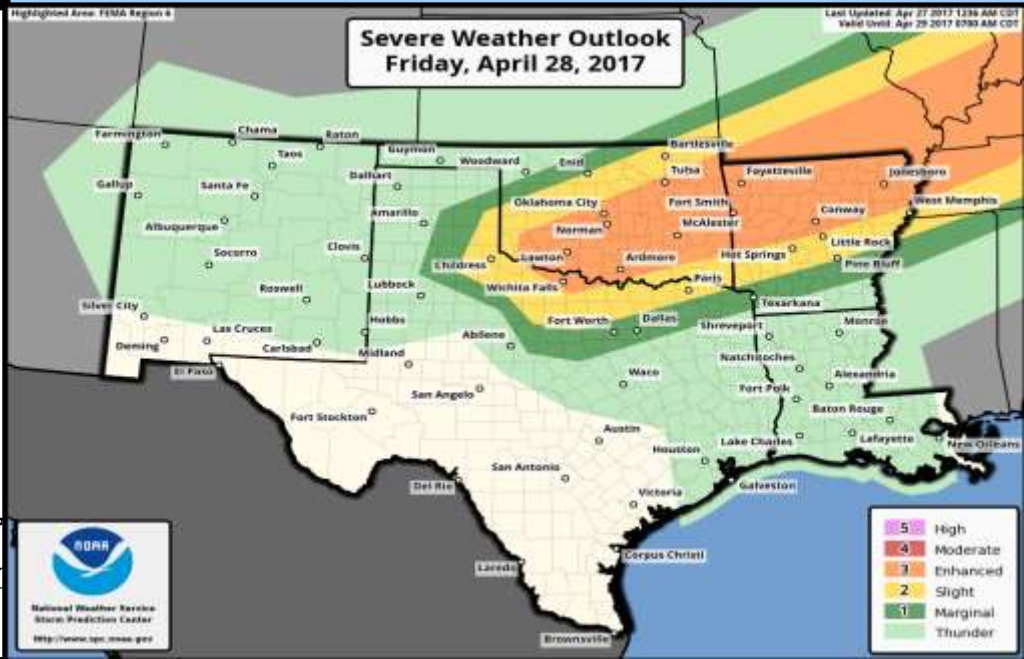 Highlighted Area: FEMA Region 6
Last Updated: Apr 27 2017 1236 AM CDT
Valid Until: Apr 29 2017 0700 AM CDT
Severe Weather Outlook
Friday, April 28, 2017
Farmington
Chama
Raton
Guymon
Bartlesville
Taos
Woodward
Enid
Tulsa
Fayetteville
Jonesboro
Dalhart
Gallup
Santa Fe
Oklahoma City
Fort Smith
West Memphis
Amarillo
Conway
Albuquerque
Norman
McAlester
Clovis
Little Rock
Socorro
Lawton
Ardmore
Hot Springs
Childress
Pine Bluff
Roswell
Lubbock
Wichita Falls
Paris
Silver City
Texarkana
Hobbs
Fort Worth
Dallas
Las Cruces
Shreveport
Monroe
Abilene
Deming
Carlsbad
Midland
Natchitoches
El Paso
Waco
Alexandria
San Angelo
Fort Polk
Fort Stockton
Baton Rouge
Austin
Lake Charles
Lafayette
New Orleans
Houston
San Antonio
Del Rio
Victoria
Galveston
Corpus Christi
Laredo
Brownsville
NOAA
National Weather Service
Storm Prediction Center
http://www.spc.noaa.gov
5 High
4 Moderate
3 Enhanced
2 Slight
1 Marginal
Thunder